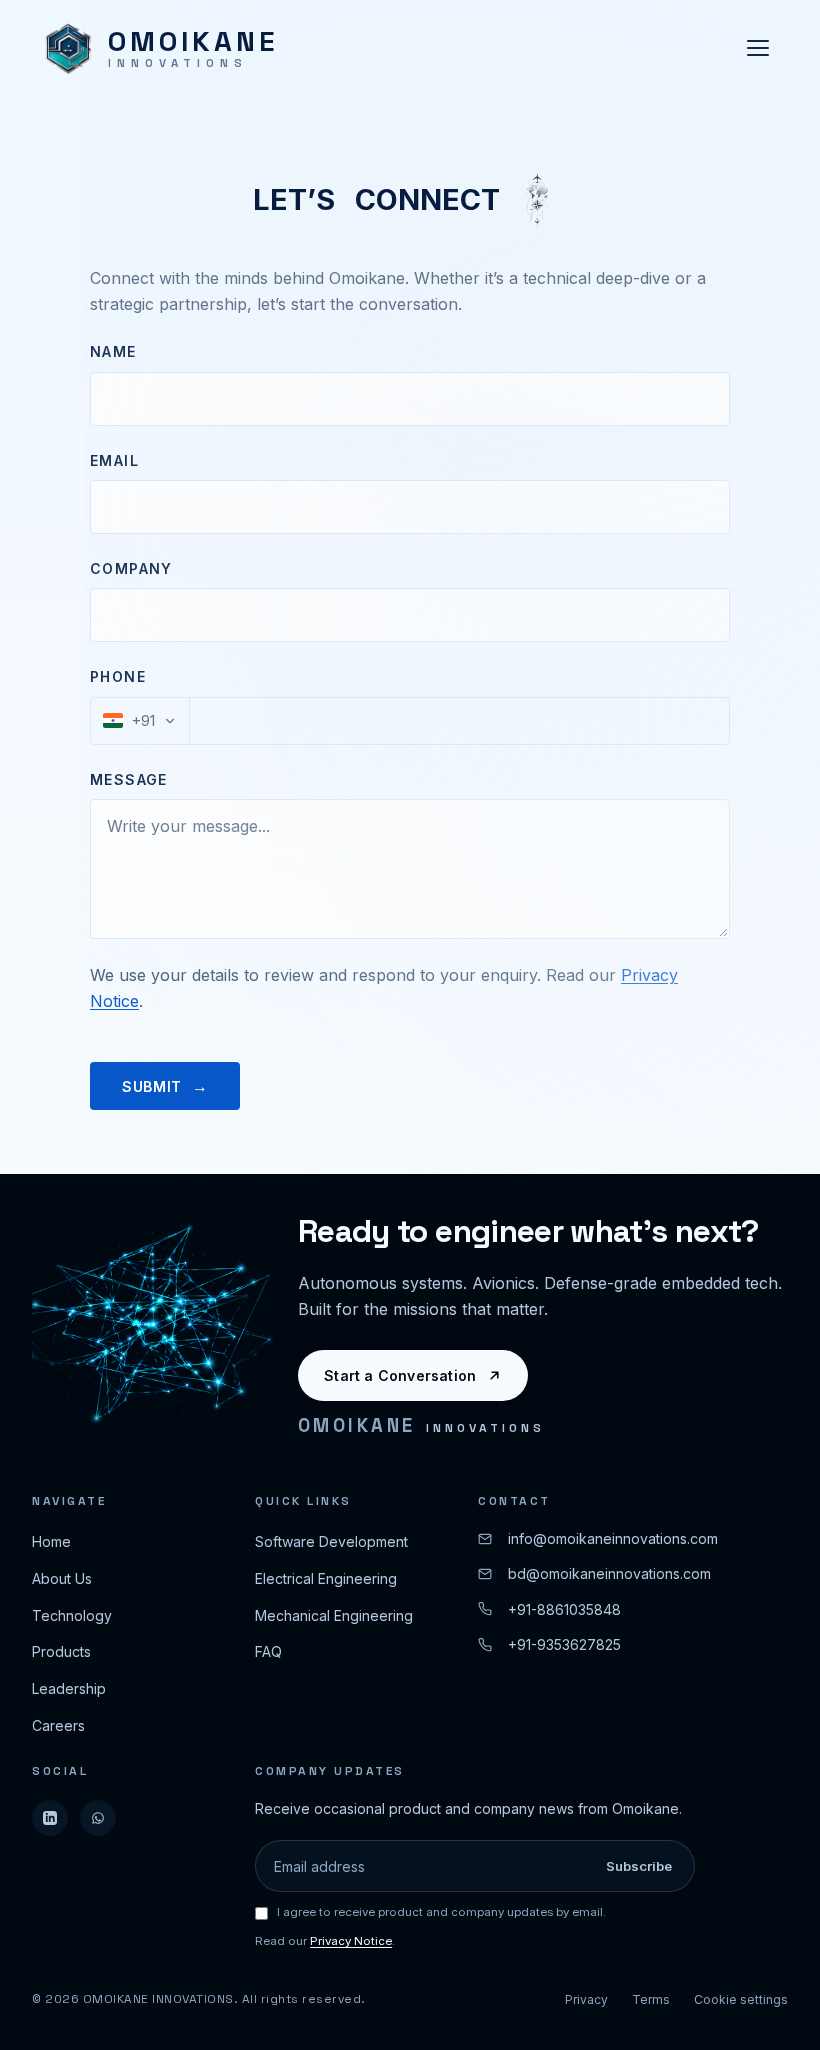 OMOIKANE
INNOVATIONS
LET’S CONNECT
Connect with the minds behind Omoikane. Whether it’s a technical deep-dive or a
strategic partnership, let’s start the conversation.
NAME
EMAIL
COMPANY
PHONE
+91
MESSAGE
Write your message...
We use your details to review and respond to your enquiry. Read our Privacy
Notice.
SUBMIT →
Ready to engineer what’s next?
Autonomous systems. Avionics. Defense-grade embedded tech.
Built for the missions that matter.
Start a Conversation
OMOIKANE INNOVATIONS
NAVIGATE
Home
About Us
Technology
Products
Leadership
Careers
QUICK LINKS
Software Development
Electrical Engineering
Mechanical Engineering
FAQ
CONTACT
info@omoikaneinnovations.com
bd@omoikaneinnovations.com
+91-8861035848
+91-9353627825
SOCIAL
COMPANY UPDATES
Receive occasional product and company news from Omoikane.
Email address Subscribe
I agree to receive product and company updates by email.
Read our Privacy Notice.
© 2026 OMOIKANE INNOVATIONS. All rights reserved.
Privacy Terms Cookie settings